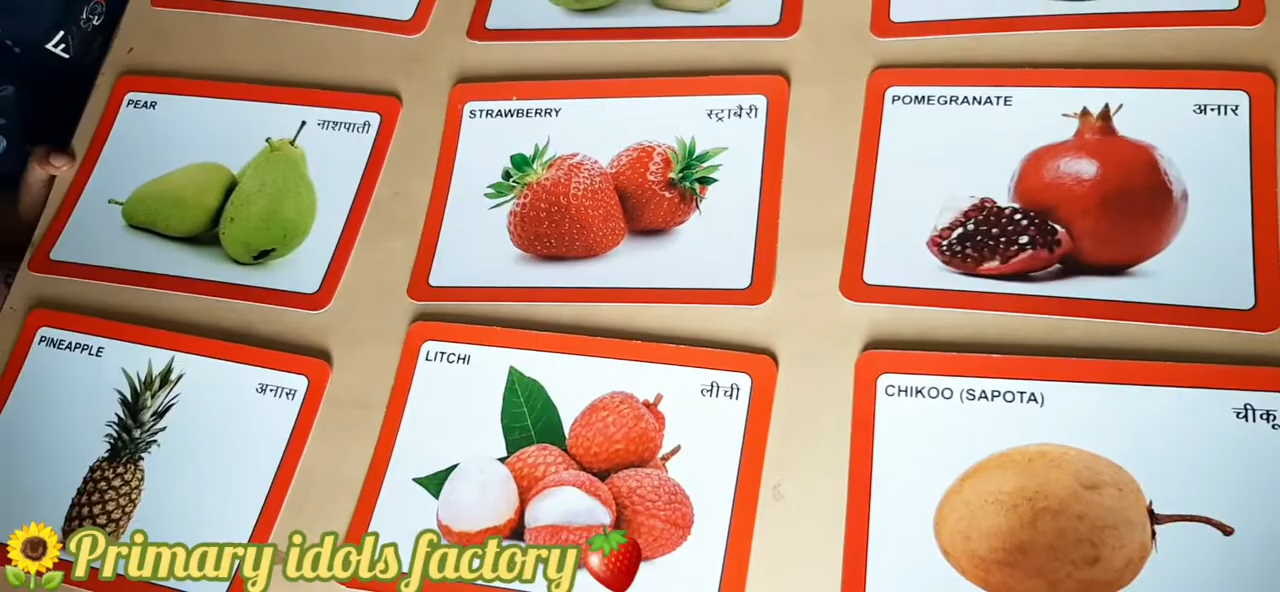 PEAR
नाशपाती
STRAWBERRY
स्ट्राबैरी
POMEGRANATE
अनार
PINEAPPLE
अनास
LITCHI
लीची
CHIKOO (SAPOTA)
चीकू
Primary idols factory